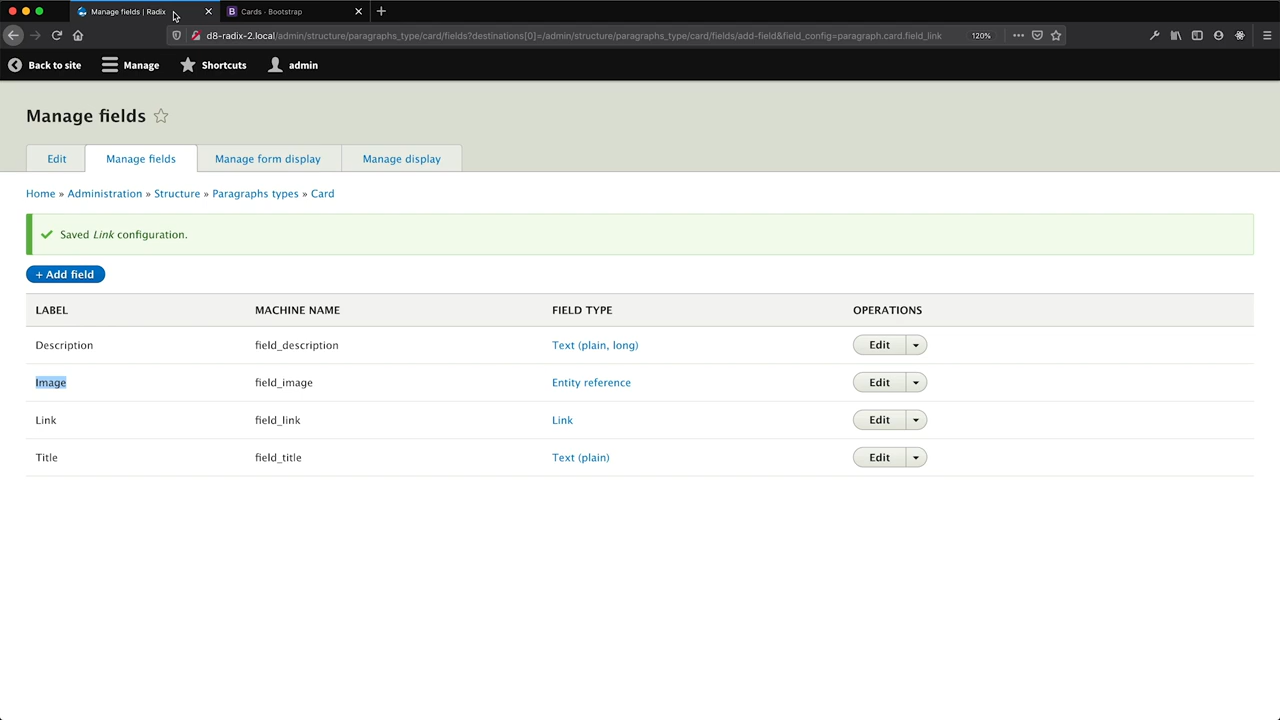 Manage fields | Radix
Cards · Bootstrap
d8-radix-2.local/admin/structure/paragraphs_type/card/fields?destinations[0]=/admin/structure/paragraphs_type/card/fields/add-field&field_config=paragraph.card.field_link 120%
Back to site Manage Shortcuts admin
Manage fields
Edit Manage fields Manage form display Manage display
Home » Administration » Structure » Paragraphs types » Card
Saved Link configuration.
+ Add field
LABEL MACHINE NAME FIELD TYPE OPERATIONS
Description field_description Text (plain, long) Edit
Image field_image Entity reference Edit
Link field_link Link Edit
Title field_title Text (plain) Edit